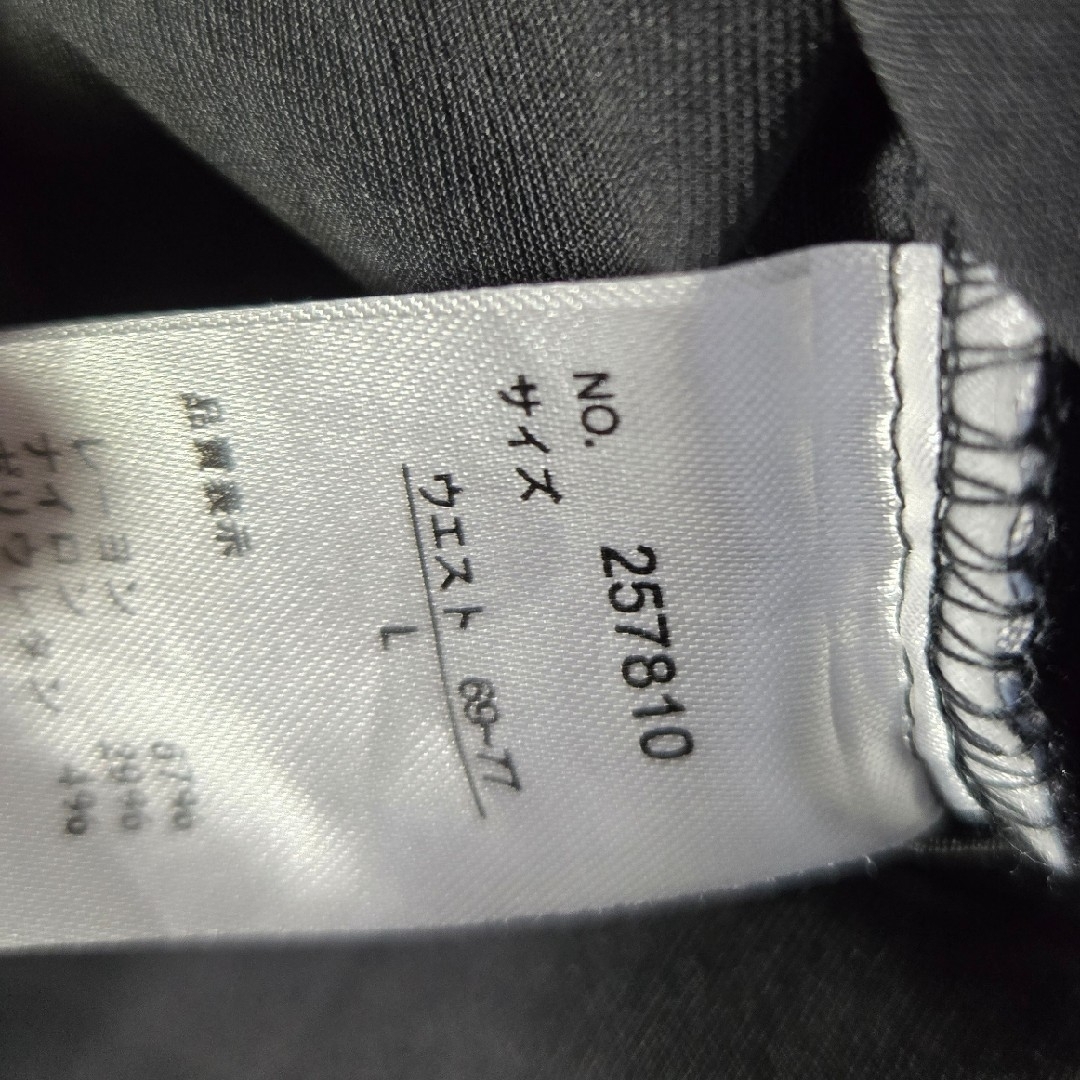 NO. 257810
サイズ
ウエスト 69-77
L
品質表示
レーヨン 67%
ナイロン 29%
ポリウレタン 4%